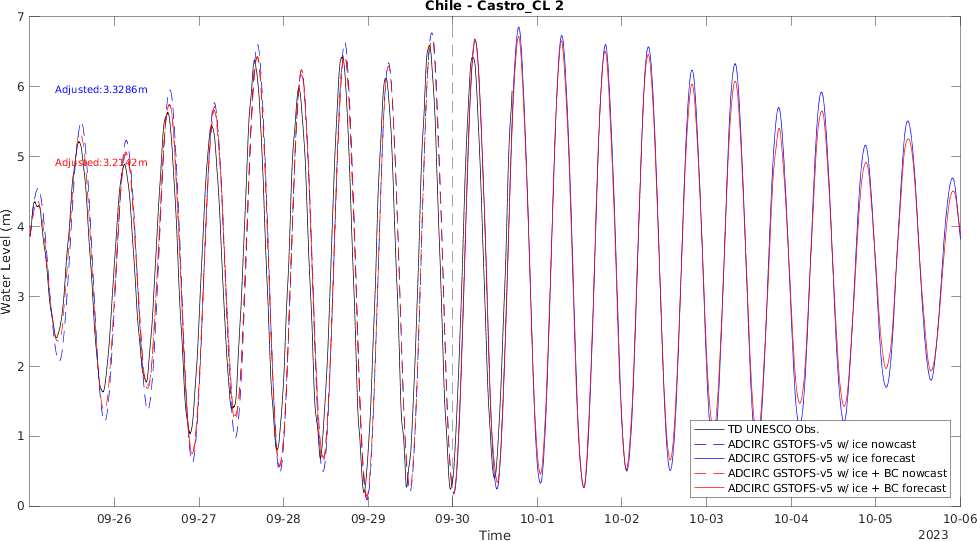 Chile - Castro_CL 2
7
6
5
4
3
2
1
0
Water Level (m)
Adjusted:3.3286m
Adjusted:3.2142m
TD UNESCO Obs.
ADCIRC GSTOFS-v5 w/ ice nowcast
ADCIRC GSTOFS-v5 w/ ice forecast
ADCIRC GSTOFS-v5 w/ ice + BC nowcast
ADCIRC GSTOFS-v5 w/ ice + BC forecast
09-26 09-27 09-28 09-29 09-30 10-01 10-02 10-03 10-04 10-05 10-06
Time
2023